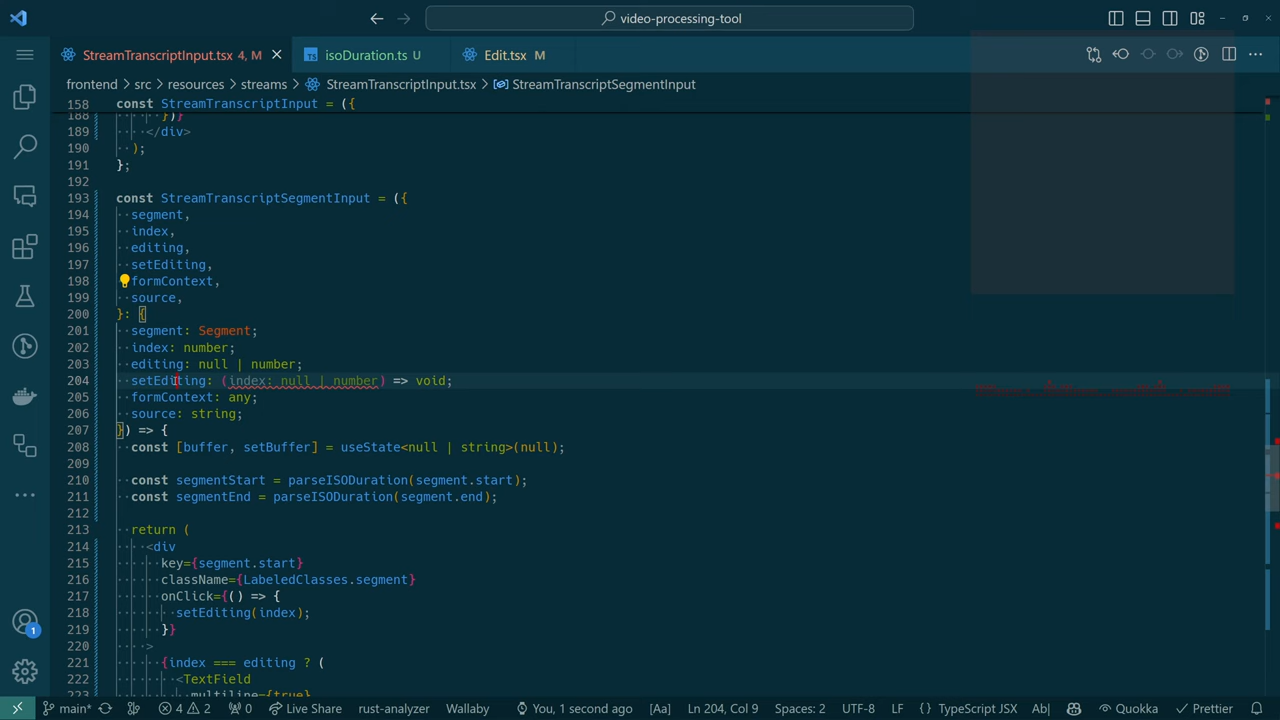 video-processing-tool
StreamTranscriptInput.tsx 4, M
TS isoDuration.ts U
Edit.tsx M
frontend > src > resources > streams > StreamTranscriptInput.tsx > StreamTranscriptSegmentInput
158 const StreamTranscriptInput = ({
188 })}
189 </div>
190 );
191 };
192
193 const StreamTranscriptSegmentInput = ({
194 segment,
195 index,
196 editing,
197 setEditing,
198 formContext,
199 source,
200 }: {
201 segment: Segment;
202 index: number;
203 editing: null | number;
204 setEditing: (index: null | number) => void;
205 formContext: any;
206 source: string;
207 }) => {
208 const [buffer, setBuffer] = useState<null | string>(null);
209
210 const segmentStart = parseISODuration(segment.start);
211 const segmentEnd = parseISODuration(segment.end);
212
213 return (
214 <div
215 key={segment.start}
216 className={LabeledClasses.segment}
217 onClick={() => {
218 setEditing(index);
219 }}
220 >
221 {index === editing ? (
222 <TextField
223 multiline={true}
1
main* 4 2 0 Live Share rust-analyzer Wallaby You, 1 second ago [Aa] Ln 204, Col 9 Spaces: 2 UTF-8 LF {} TypeScript JSX Ab| Quokka Prettier